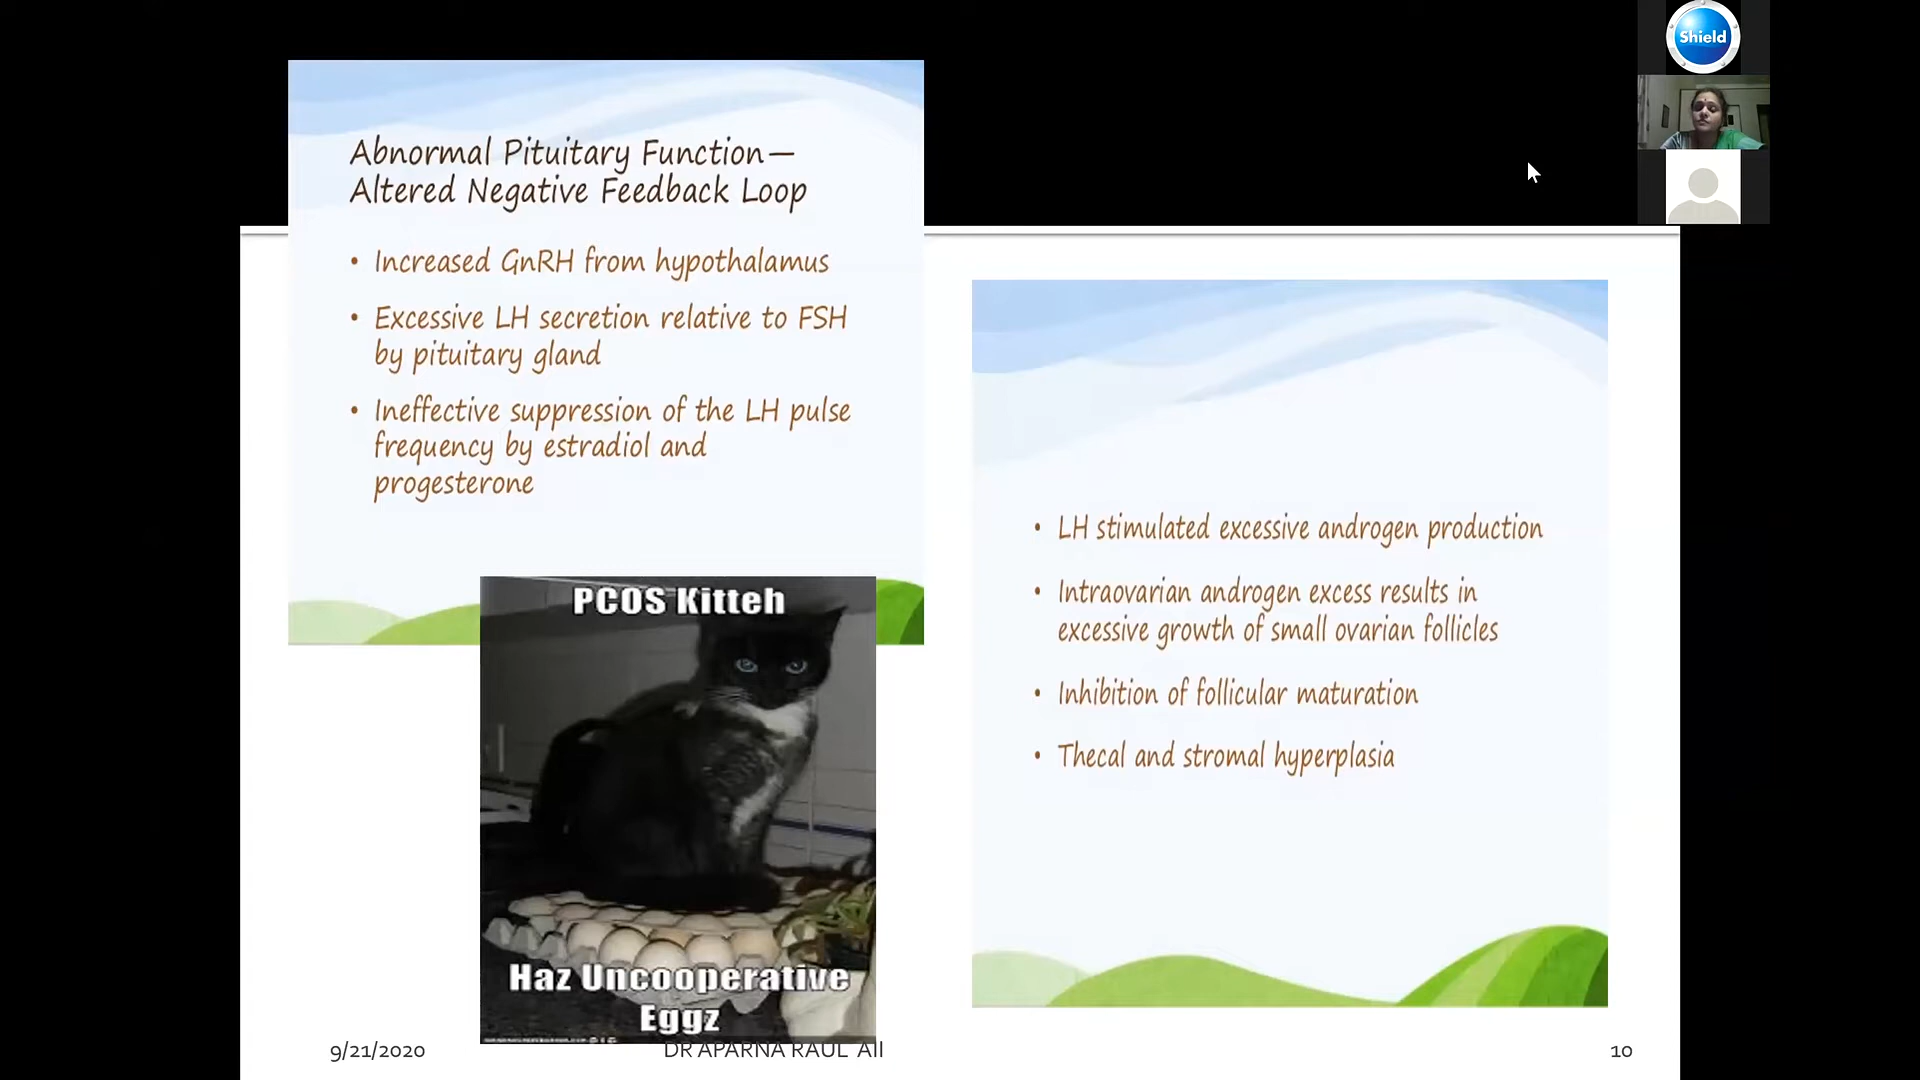 Shield
Abnormal Pituitary Function—
Altered Negative Feedback Loop
• Increased GnRH from hypothalamus
• Excessive LH secretion relative to FSH
by pituitary gland
• Ineffective suppression of the LH pulse
frequency by estradiol and
progesterone
PCOS Kitteh
Haz Uncooperative
Eggz
• LH stimulated excessive androgen production
• Intraovarian androgen excess results in
excessive growth of small ovarian follicles
• Inhibition of follicular maturation
• Thecal and stromal hyperplasia
9/21/2020
DR APARNA RAUL AII
10